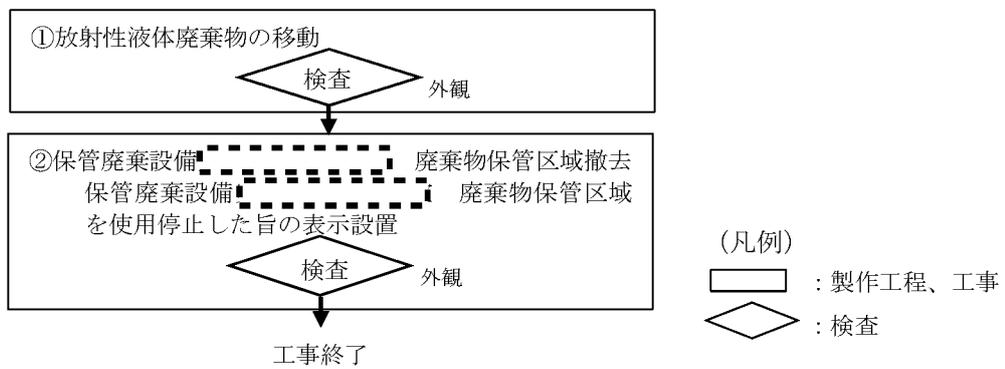 ①放射性液体廃棄物の移動
検査
外観
②保管廃棄設備 廃棄物保管区域撤去
保管廃棄設備 廃棄物保管区域
を使用停止した旨の表示設置
検査
外観
工事終了
（凡例）
：製作工程、工事
：検査